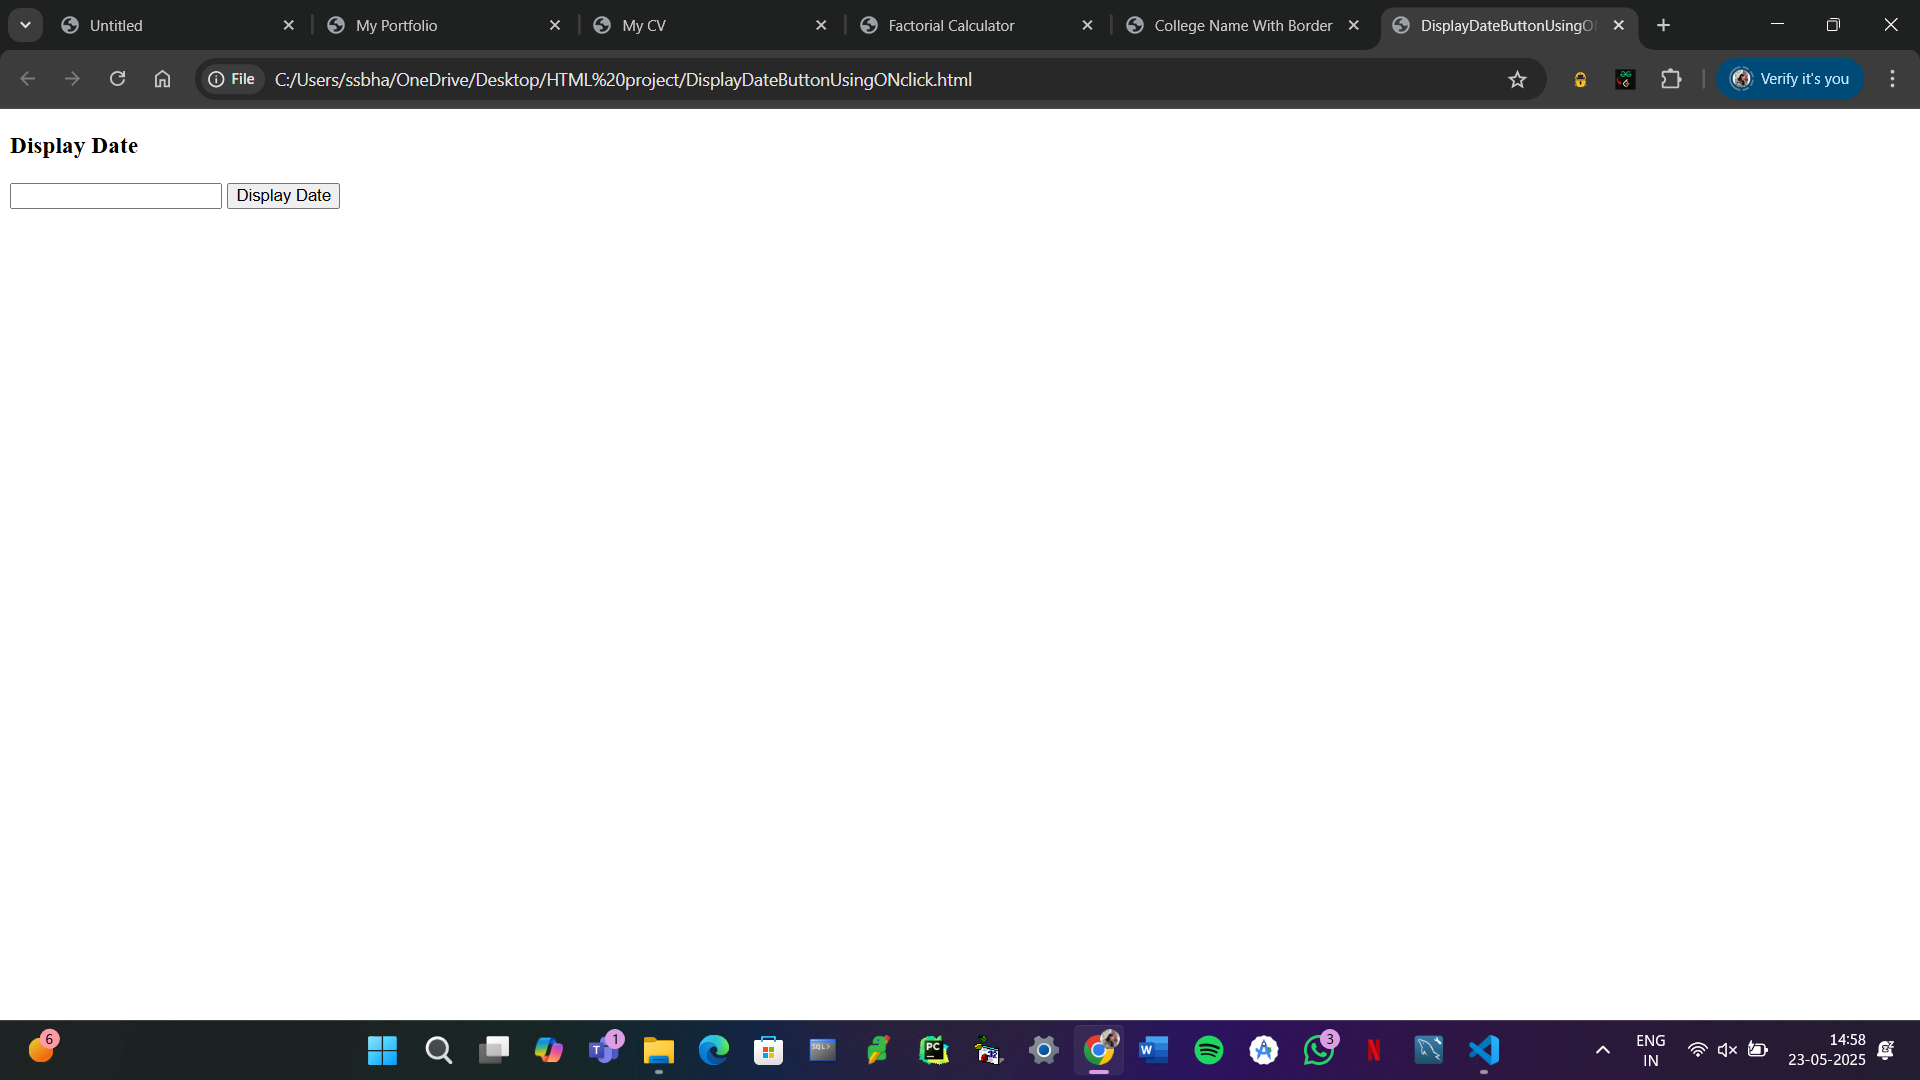 Untitled
My Portfolio
My CV
Factorial Calculator
College Name With Border
DisplayDateButtonUsingO
File
C:/Users/ssbha/OneDrive/Desktop/HTML%20project/DisplayDateButtonUsingONclick.html
Verify it's you
Display Date
Display Date
6
1
T
SQL>
PC
W
3
N
ENG
IN
14:58
23-05-2025